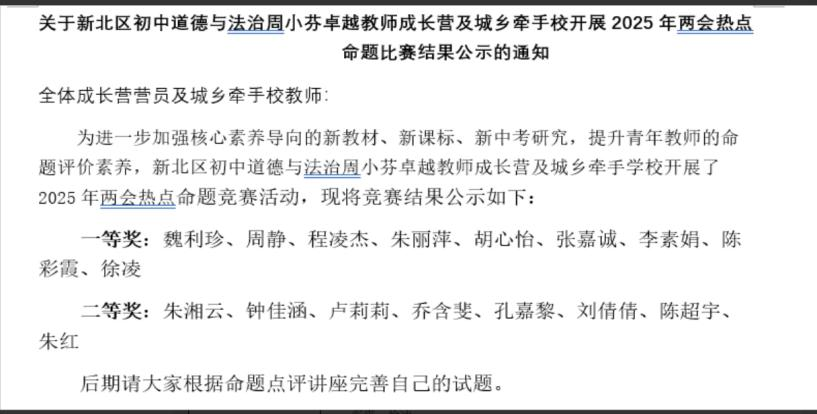 关于新北区初中道德与法治周小芬卓越教师成长营及城乡牵手校开展 2025 年两会热点
命题比赛结果公示的通知
全体成长营营员及城乡牵手校教师:
为进一步加强核心素养导向的新教材、新课标、新中考研究，提升青年教师的命
题评价素养，新北区初中道德与法治周小芬卓越教师成长营及城乡牵手学校开展了
2025 年两会热点命题竞赛活动，现将竞赛结果公示如下：
一等奖：魏利珍、周静、程凌杰、朱丽萍、胡心怡、张嘉诚、李素娟、陈
彩霞、徐凌
二等奖：朱湘云、钟佳涵、卢莉莉、乔含斐、孔嘉黎、刘倩倩、陈超宇、
朱红
后期请大家根据命题点评讲座完善自己的试题。